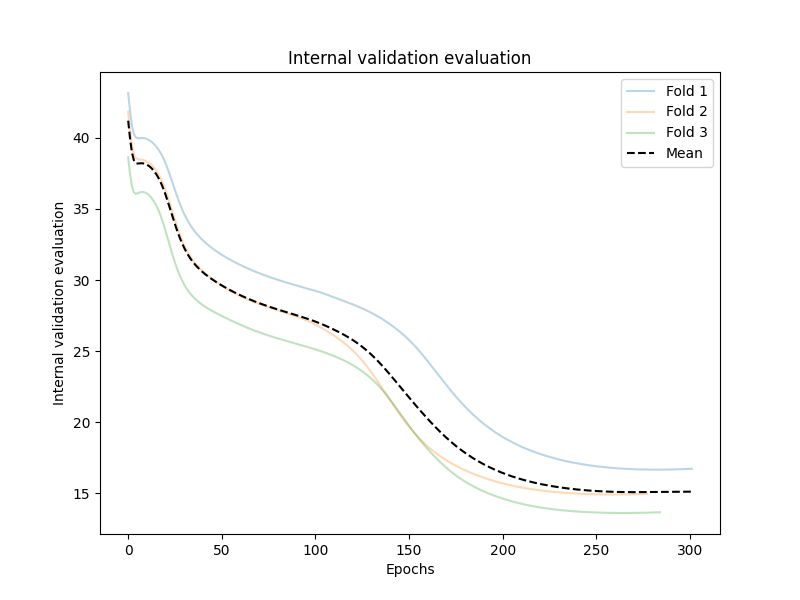 Internal validation evaluation
Fold 1
Fold 2
Fold 3
Mean
Internal validation evaluation
40
35
30
25
20
15
0 50 100 150 200 250 300
Epochs